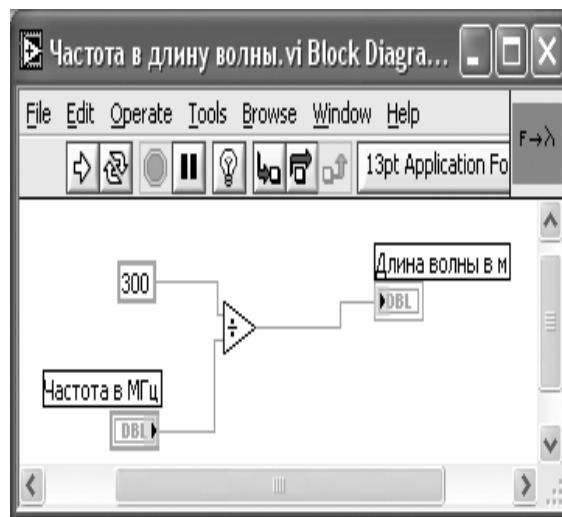 Частота в длину волны.vi Block Diagra...
File Edit Operate Tools Browse Window Help
F→λ
13pt Application Fo
Длина волны в м
300
DBL
÷
Частота в МГц
DBL